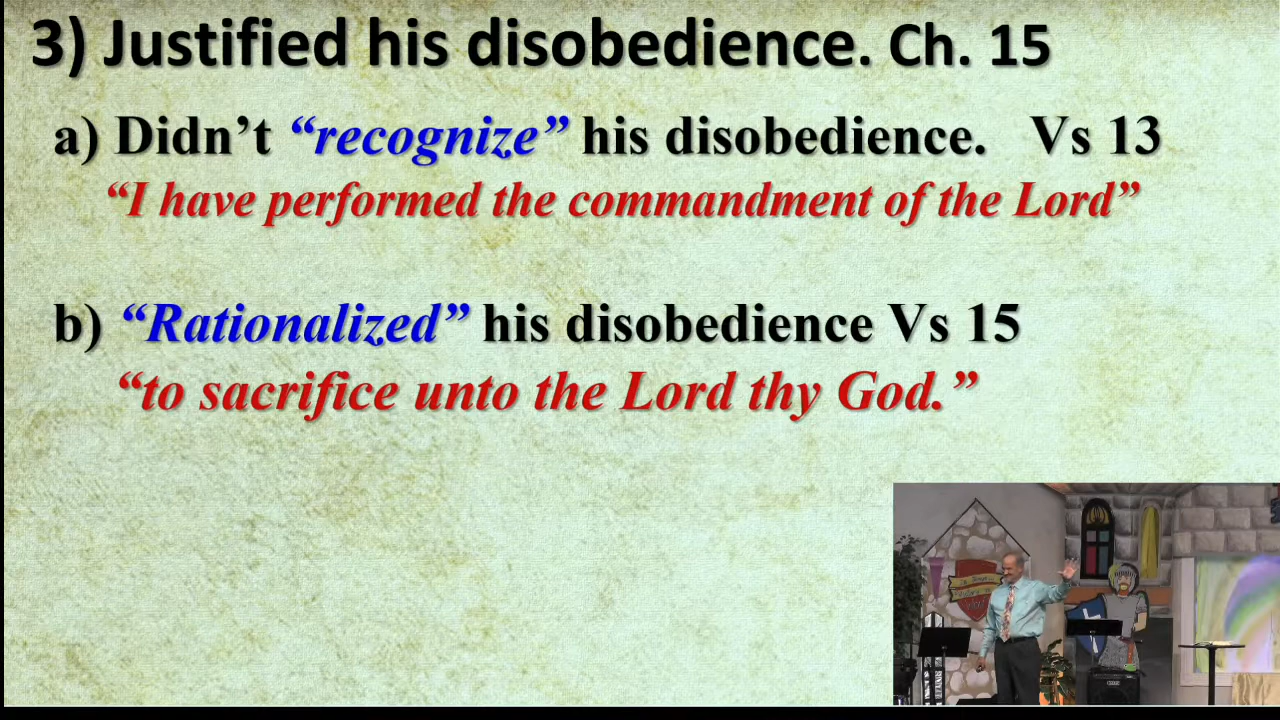 3) Justified his disobedience. Ch. 15
a) Didn’t “recognize” his disobedience. Vs 13
“I have performed the commandment of the Lord”
b) “Rationalized” his disobedience Vs 15
“to sacrifice unto the Lord thy God.”